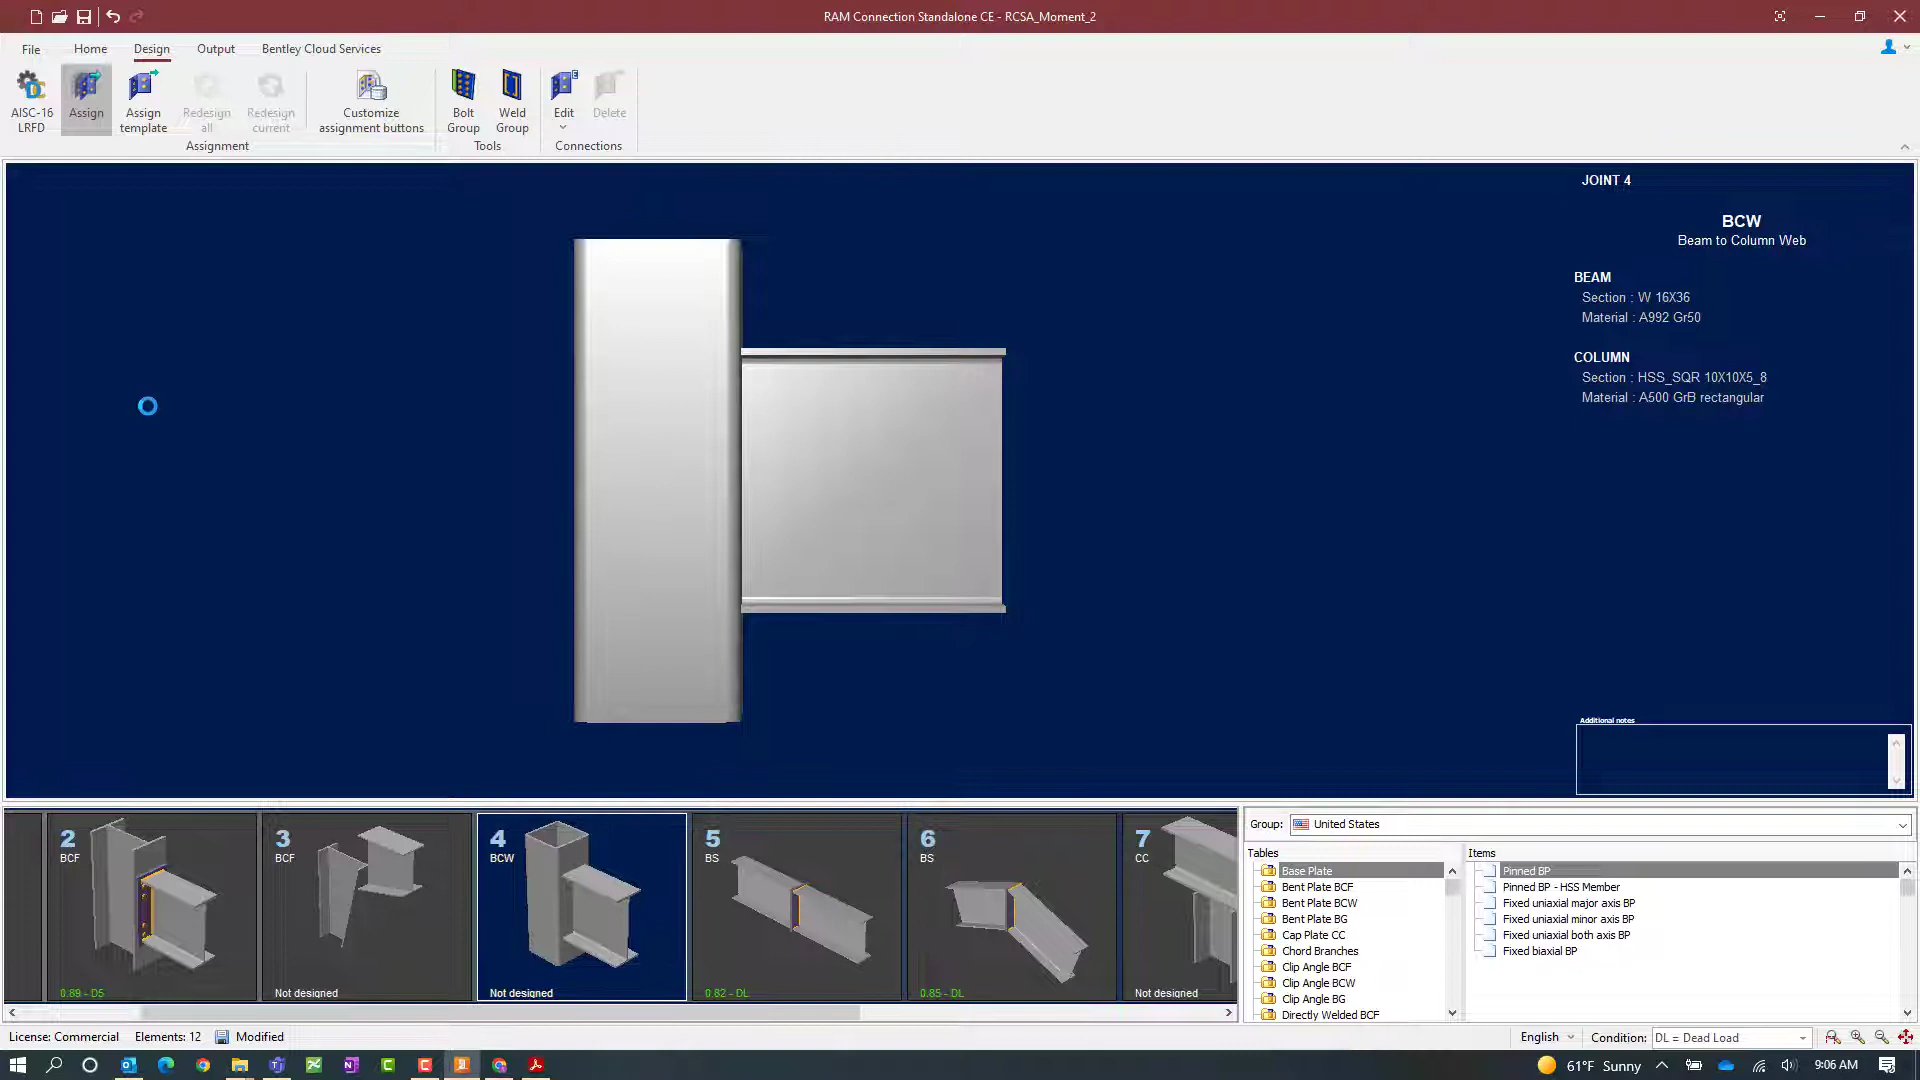 RAM Connection Standalone CE - RCSA_Moment_2
File
Home
Design
Output
Bentley Cloud Services
AISC-16
LRFD
Assign
Assign
template
Redesign
all
Redesign
current
Customize
assignment buttons
Bolt
Group
Weld
Group
Edit
Delete
Assignment
Tools
Connections
JOINT 4
BCW
Beam to Column Web
BEAM
Section : W 16X36
Material : A992 Gr50
COLUMN
Section : HSS_SQR 10X10X5_8
Material : A500 GrB rectangular
Additional notes
2
BCF
0.89 - D5
3
BCF
Not designed
4
BCW
Not designed
5
BS
0.82 - DL
6
BS
0.85 - DL
7
CC
Not designed
Group:
United States
Tables
Base Plate
Bent Plate BCF
Bent Plate BCW
Bent Plate BG
Cap Plate CC
Chord Branches
Clip Angle BCF
Clip Angle BCW
Clip Angle BG
Directly Welded BCF
Items
Pinned BP
Pinned BP - HSS Member
Fixed uniaxial major axis BP
Fixed uniaxial minor axis BP
Fixed uniaxial both axis BP
Fixed biaxial BP
License: Commercial
Elements: 12
Modified
English
Condition:
DL = Dead Load
61°F Sunny
9:06 AM